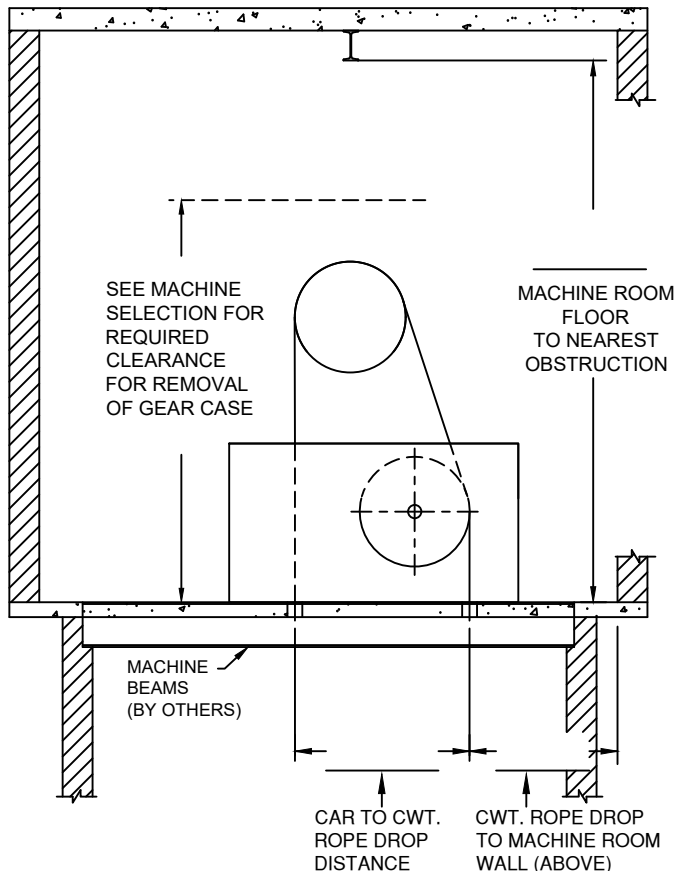 SEE MACHINE
SELECTION FOR
REQUIRED
CLEARANCE
FOR REMOVAL
OF GEAR CASE
MACHINE ROOM
FLOOR
TO NEAREST
OBSTRUCTION
MACHINE
BEAMS
(BY OTHERS)
CAR TO CWT.
ROPE DROP
DISTANCE
CWT. ROPE DROP
TO MACHINE ROOM
WALL (ABOVE)